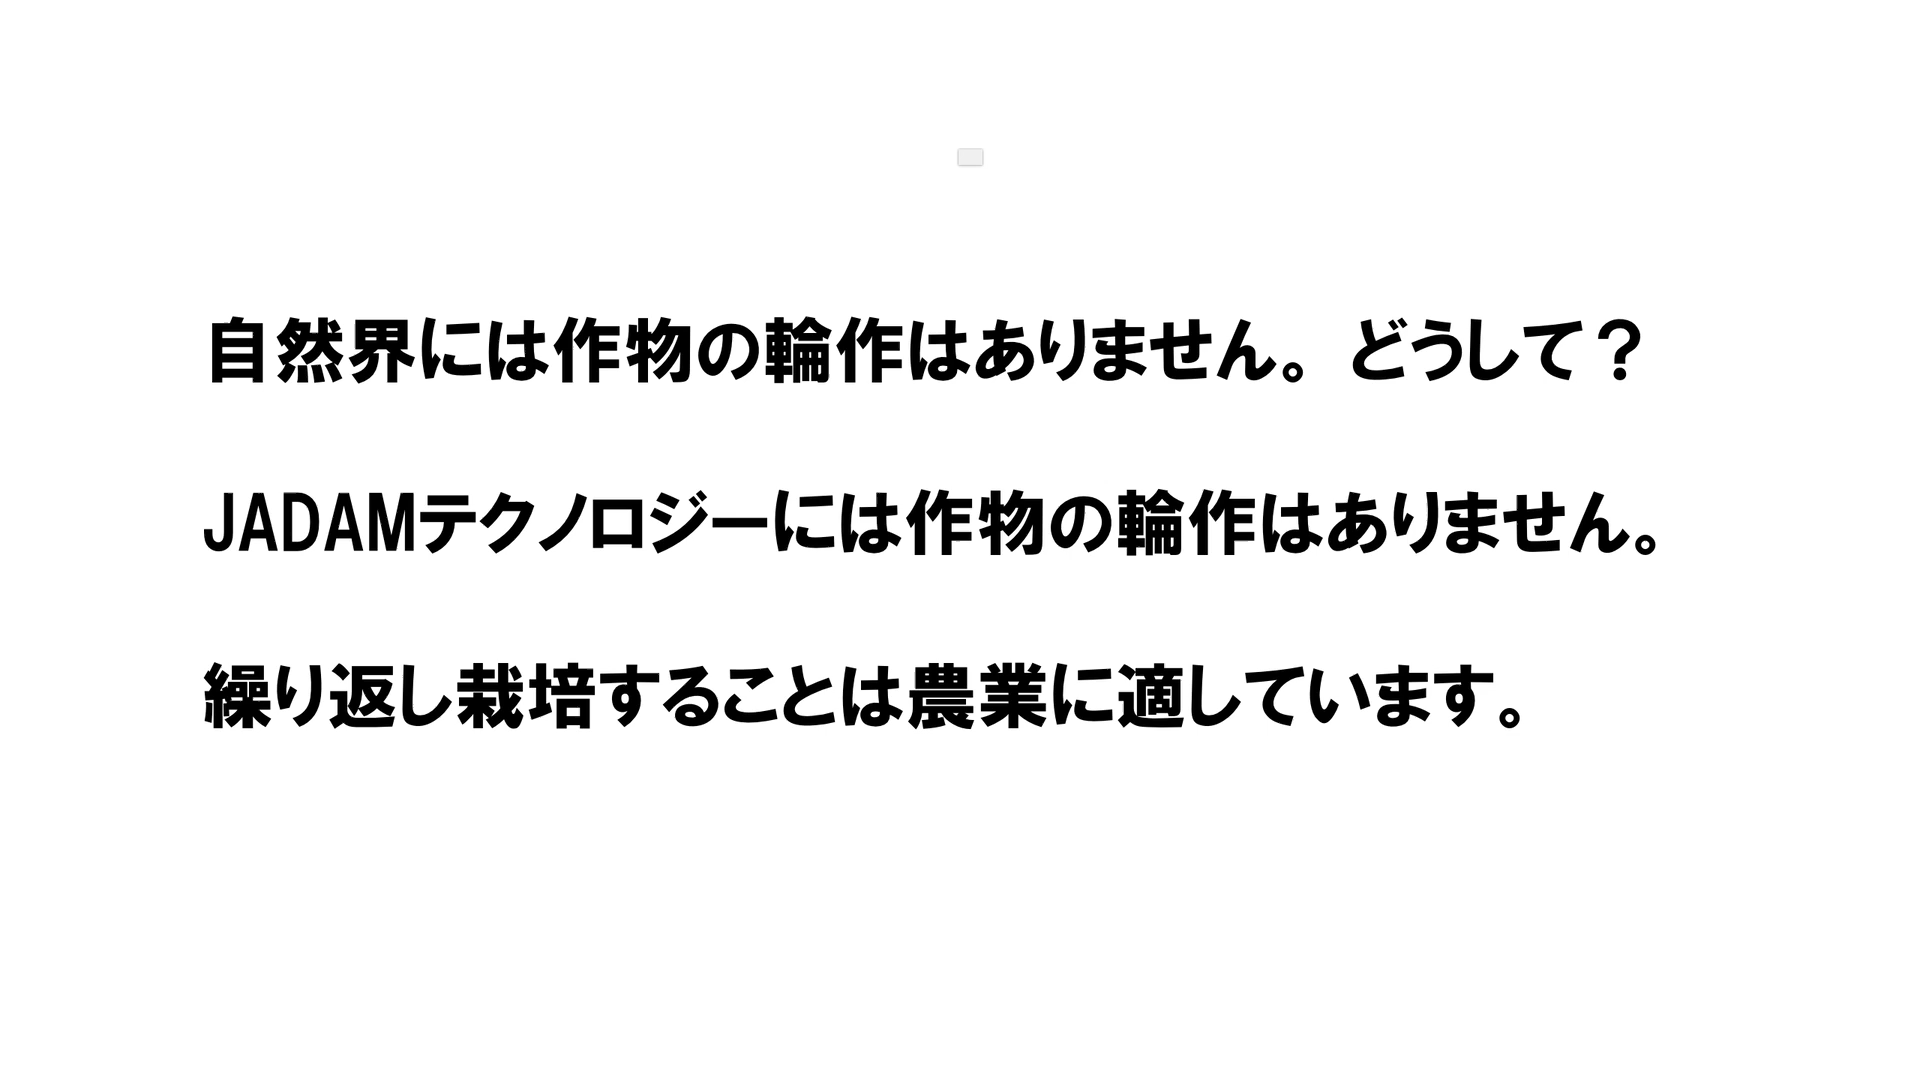 自然界には作物の輪作はありません。どうして？
JADAMテクノロジーには作物の輪作はありません。
繰り返し栽培することは農業に適しています。